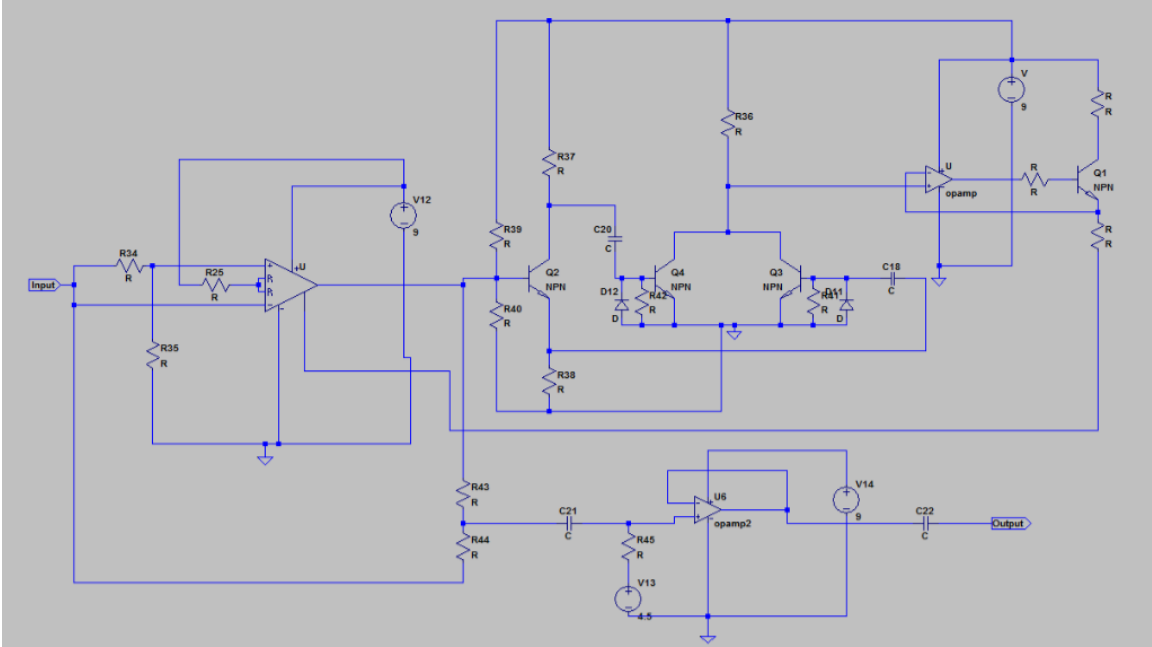 R36
R
V
9
R
R
R37
R
R34
R
V12
9
R39
R
C20
C
U
opamp
R
R
Q1
NPN
Input
R25
R
U
R
R
Q2
NPN
Q4
NPN
Q3
NPN
C18
C
R
R
D12
D
R42
R
R41
R
D11
D
R40
R
R35
R
R38
R
R43
R
R44
R
C21
C
U6
opamp2
V14
9
C22
C
Output
R45
R
V13
4.5